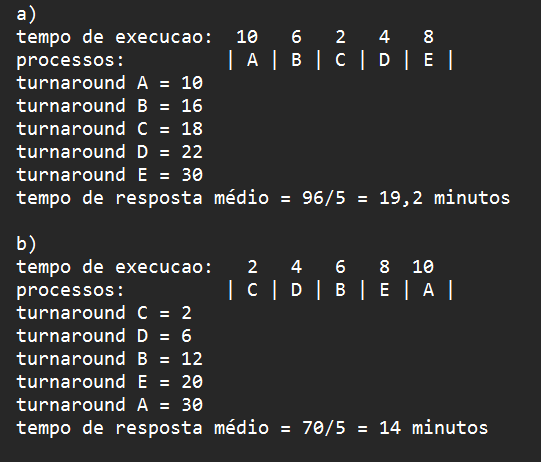 a)
tempo de execucao:  10   6   2   4   8
processos:         | A | B | C | D | E |
turnaround A = 10
turnaround B = 16
turnaround C = 18
turnaround D = 22
turnaround E = 30
tempo de resposta médio = 96/5 = 19,2 minutos
b)
tempo de execucao:   2   4   6   8  10
processos:         | C | D | B | E | A |
turnaround C = 2
turnaround D = 6
turnaround B = 12
turnaround E = 20
turnaround A = 30
tempo de resposta médio = 70/5 = 14 minutos